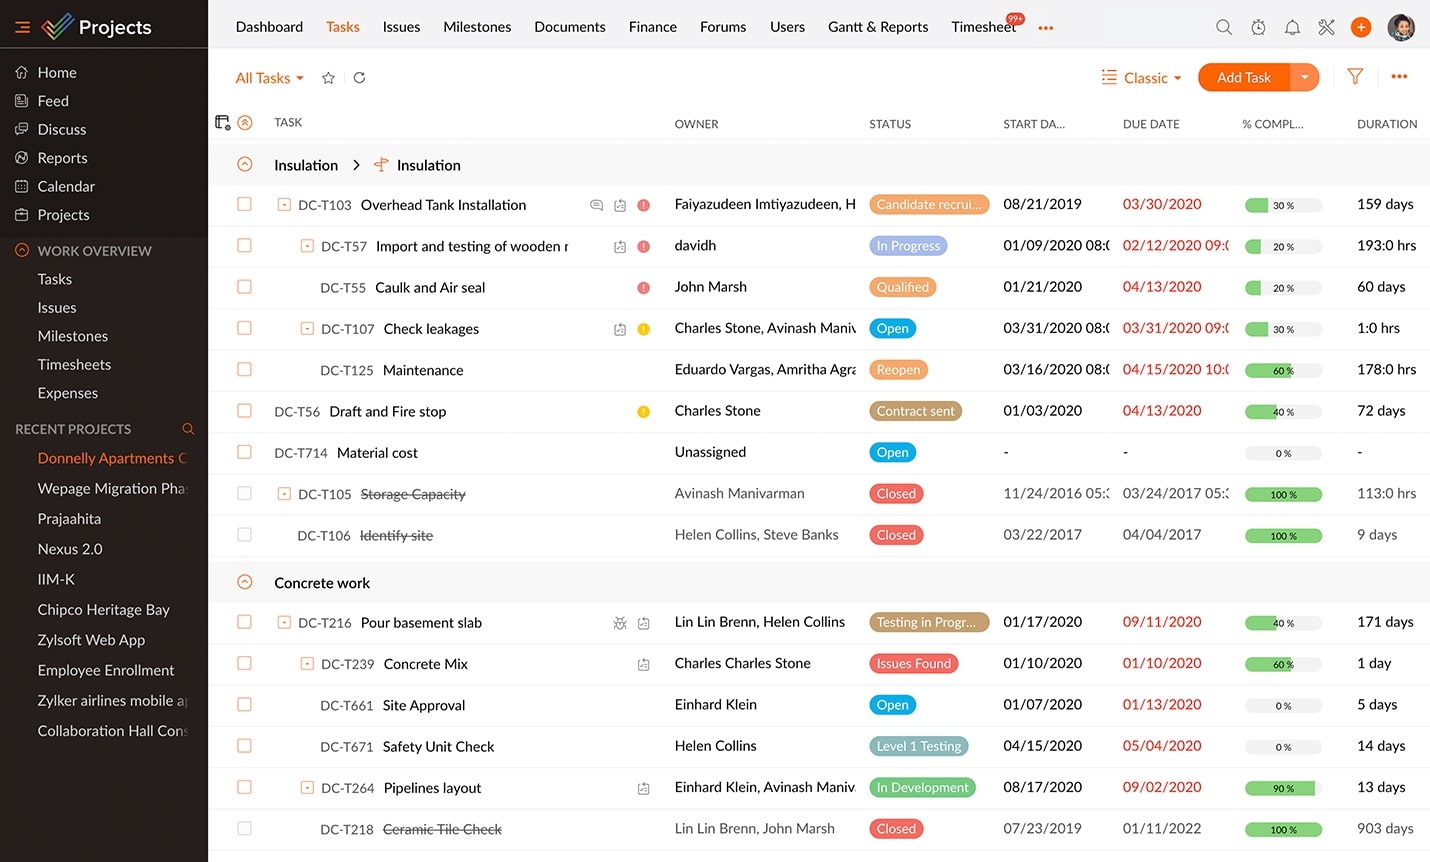 Projects
Dashboard Tasks Issues Milestones Documents Finance Forums Users Gantt & Reports Timesheet 99+
Home
Feed
Discuss
Reports
Calendar
Projects
WORK OVERVIEW
Tasks
Issues
Milestones
Timesheets
Expenses
RECENT PROJECTS
Donnelly Apartments C
Wepage Migration Pha
Prajaahita
Nexus 2.0
IIM-K
Chipco Heritage Bay
Zylsoft Web App
Employee Enrollment
Zylker airlines mobile a
Collaboration Hall Con
All Tasks Classic Add Task
TASK OWNER STATUS START DA... DUE DATE % COMPL... DURATION
Insulation Insulation
DC-T103 Overhead Tank Installation Faiyazudeen Imtiyazudeen, H Candidate recrui... 08/21/2019 03/30/2020 30 % 159 days
DC-T57 Import and testing of wooden davidh In Progress 01/09/2020 08: 02/12/2020 09: 20 % 193:0 hrs
DC-T55 Caulk and Air seal John Marsh Qualified 01/21/2020 04/13/2020 20 % 60 days
DC-T107 Check leakages Charles Stone, Avinash Maniv Open 03/31/2020 08: 03/31/2020 09: 30 % 1:0 hrs
DC-T125 Maintenance Eduardo Vargas, Amritha Agra Reopen 03/16/2020 08: 04/15/2020 10: 60 % 178:0 hrs
DC-T56 Draft and Fire stop Charles Stone Contract sent 01/03/2020 04/13/2020 40 % 72 days
DC-T714 Material cost Unassigned Open - - 0 % -
DC-T105 Storage Capacity Avinash Manivarman Closed 11/24/2016 05: 03/24/2017 05: 100 % 113:0 hrs
DC-T106 Identify site Helen Collins, Steve Banks Closed 03/22/2017 04/04/2017 100 % 9 days
Concrete work
DC-T216 Pour basement slab Lin Lin Brenn, Helen Collins Testing in Progr... 01/17/2020 09/11/2020 40 % 171 days
DC-T239 Concrete Mix Charles Charles Stone Issues Found 01/10/2020 01/10/2020 60 % 1 day
DC-T661 Site Approval Einhard Klein Open 01/07/2020 01/13/2020 0 % 5 days
DC-T671 Safety Unit Check Helen Collins Level 1 Testing 04/15/2020 05/04/2020 0 % 14 days
DC-T264 Pipelines layout Einhard Klein, Avinash Maniv In Development 08/17/2020 09/02/2020 90 % 13 days
DC-T218 Ceramic Tile Check Lin Lin Brenn, John Marsh Closed 07/23/2019 01/11/2022 100 % 903 days